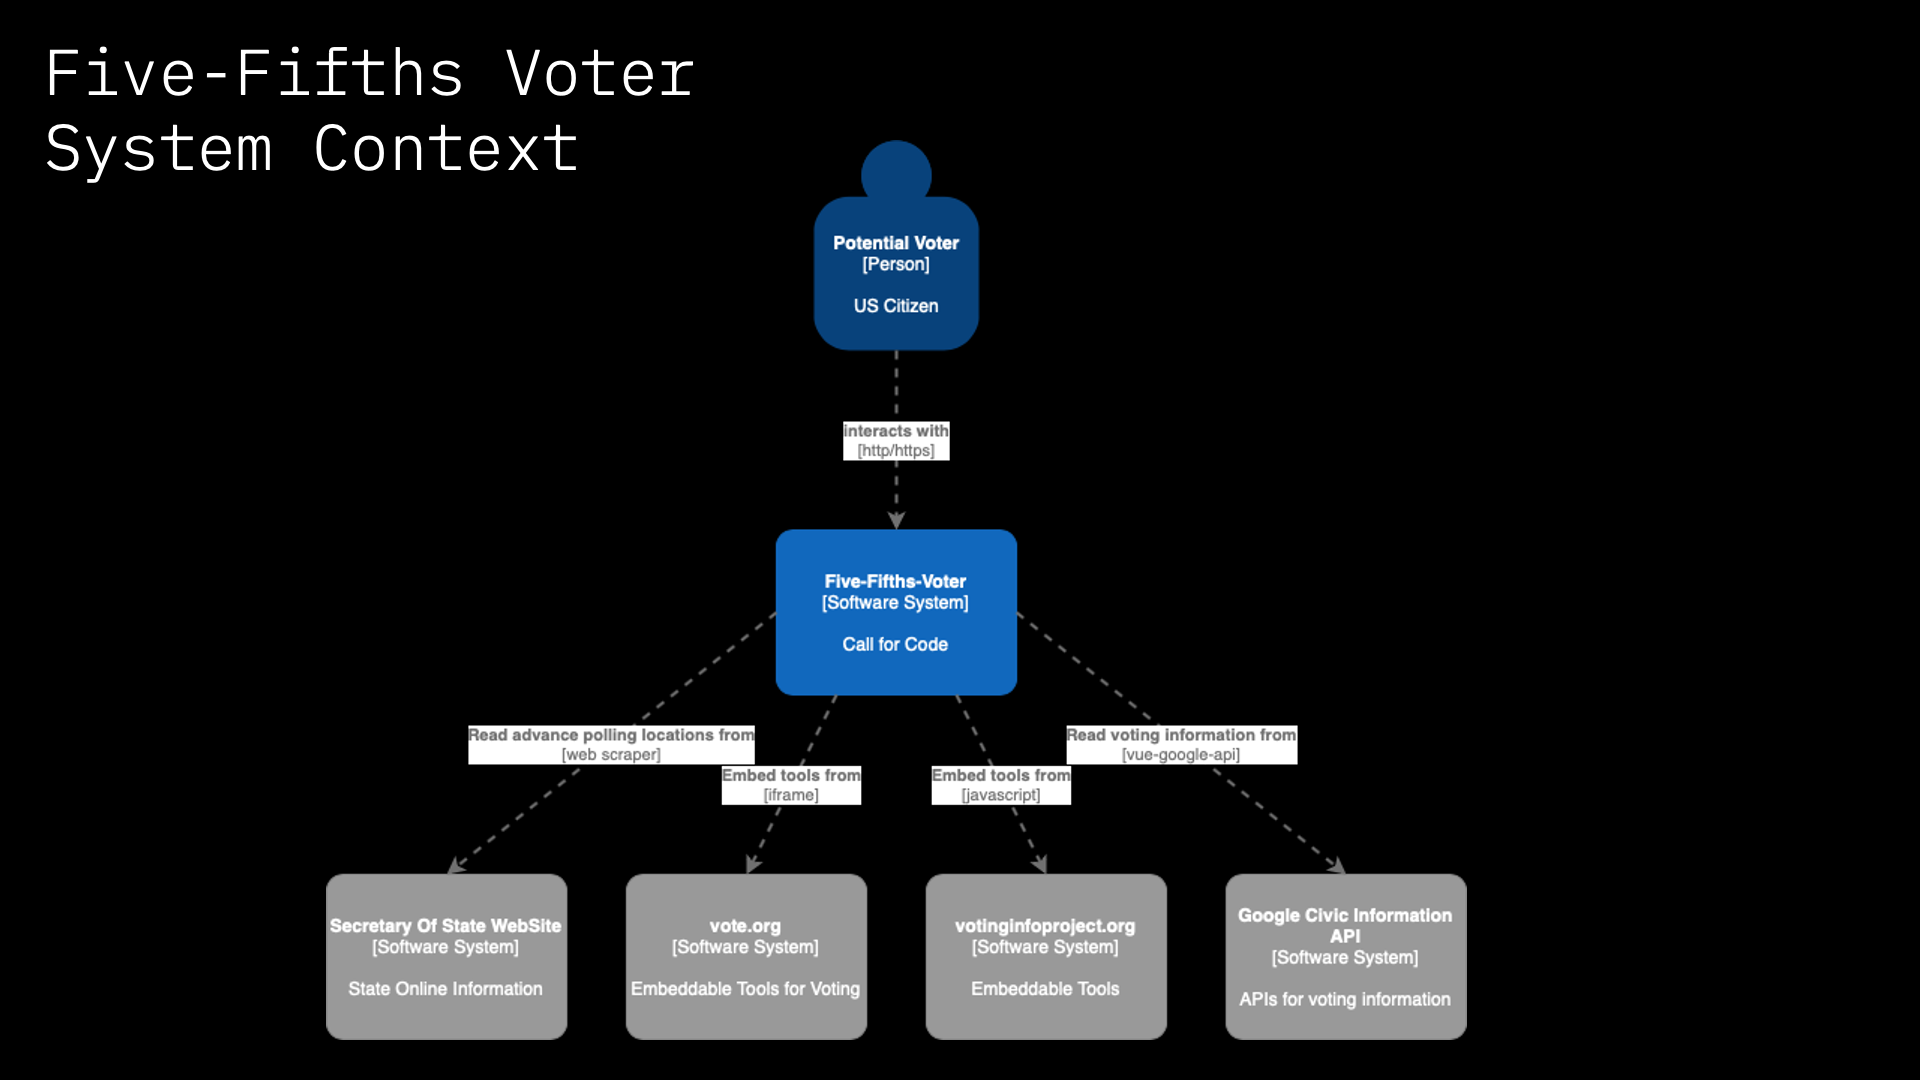 Five-Fifths Voter
System Context
Potential Voter
[Person]
US Citizen
interacts with
[http/https]
Five-Fifths-Voter
[Software System]
Call for Code
Read advance polling locations from
[web scraper]
Embed tools from
[iframe]
Embed tools from
[javascript]
Read voting information from
[vue-google-api]
Secretary Of State WebSite
[Software System]
State Online Information
vote.org
[Software System]
Embeddable Tools for Voting
votinginfoproject.org
[Software System]
Embeddable Tools
Google Civic Information
API
[Software System]
APIs for voting information